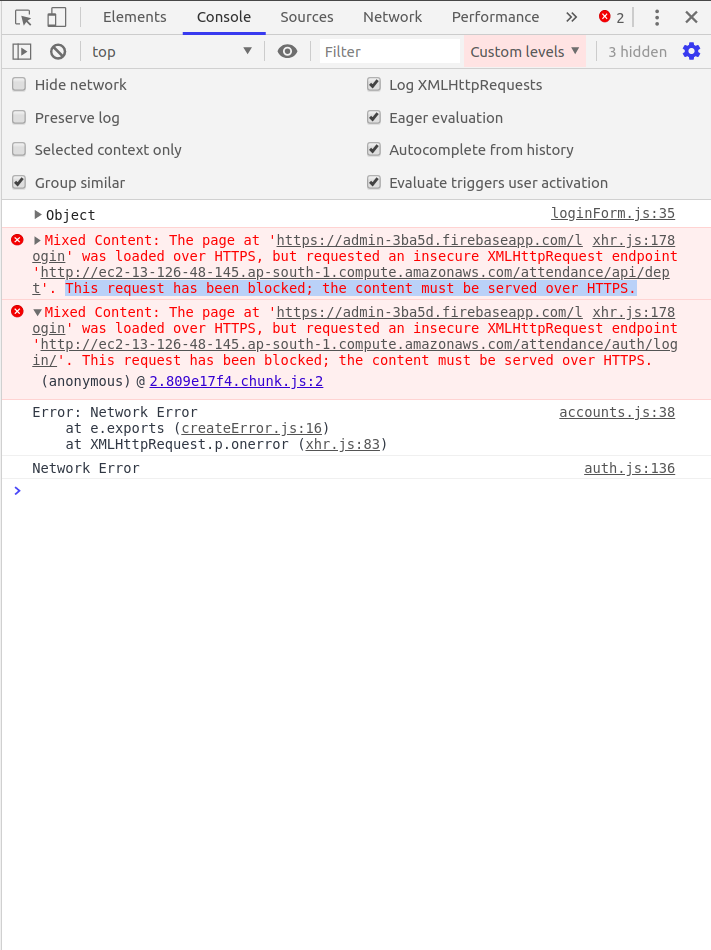 Elements Console Sources Network Performance » 2
top Filter Custom levels 3 hidden
Hide network Log XMLHttpRequests
Preserve log Eager evaluation
Selected context only Autocomplete from history
Group similar Evaluate triggers user activation
Object loginForm.js:35
Mixed Content: The page at 'https://admin-3ba5d.firebaseapp.com/l xhr.js:178
ogin' was loaded over HTTPS, but requested an insecure XMLHttpRequest endpoint
'http://ec2-13-126-48-145.ap-south-1.compute.amazonaws.com/attendance/api/dep
t'. This request has been blocked; the content must be served over HTTPS.
Mixed Content: The page at 'https://admin-3ba5d.firebaseapp.com/l xhr.js:178
ogin' was loaded over HTTPS, but requested an insecure XMLHttpRequest endpoint
'http://ec2-13-126-48-145.ap-south-1.compute.amazonaws.com/attendance/auth/log
in/'. This request has been blocked; the content must be served over HTTPS.
(anonymous) @ 2.809e17f4.chunk.js:2
Error: Network Error accounts.js:38
at e.exports (createError.js:16)
at XMLHttpRequest.p.onerror (xhr.js:83)
Network Error auth.js:136